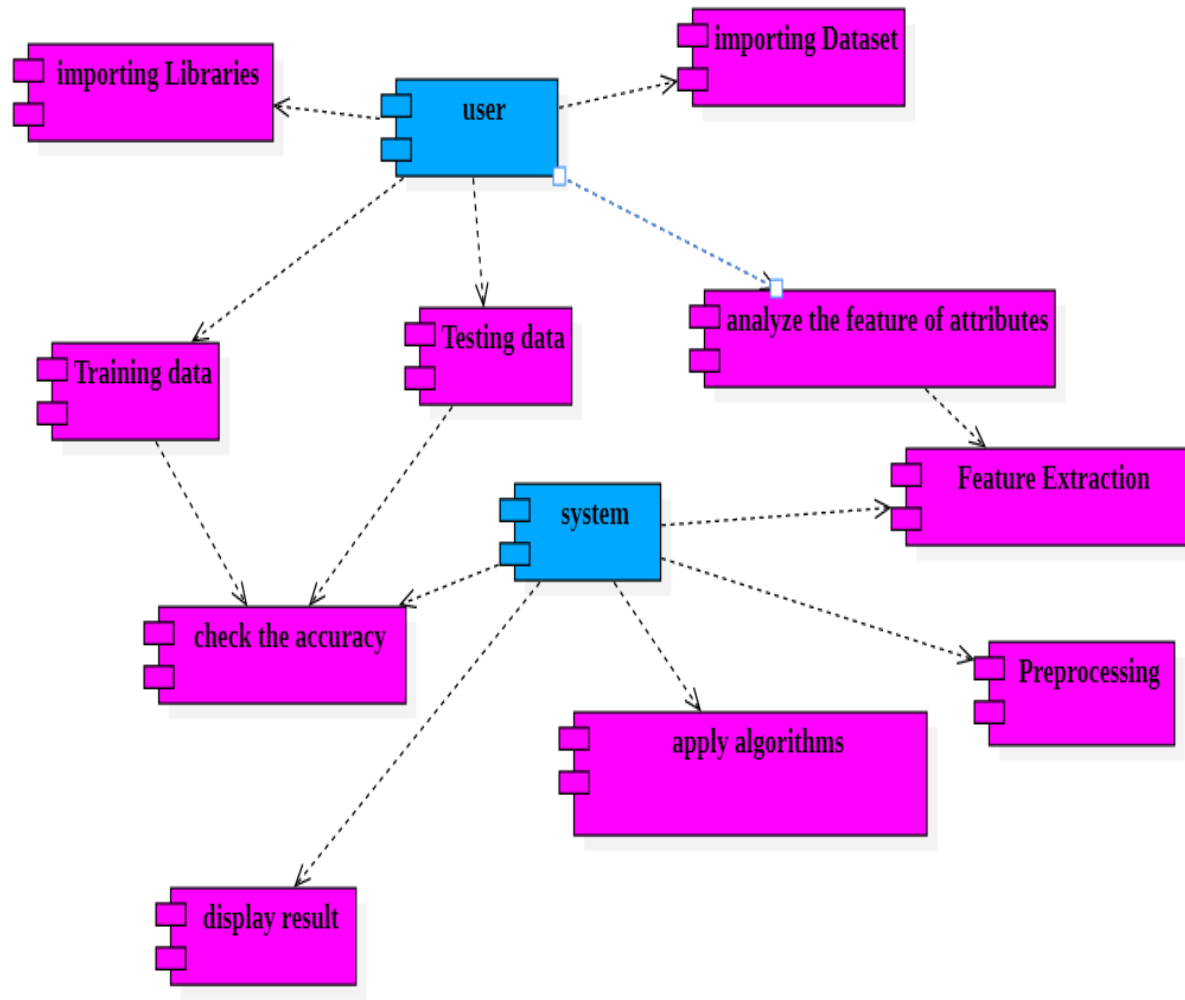 importing Dataset
importing Libraries
user
analyze the feature of attributes
Testing data
Training data
Feature Extraction
system
check the accuracy
Preprocessing
apply algorithms
display result